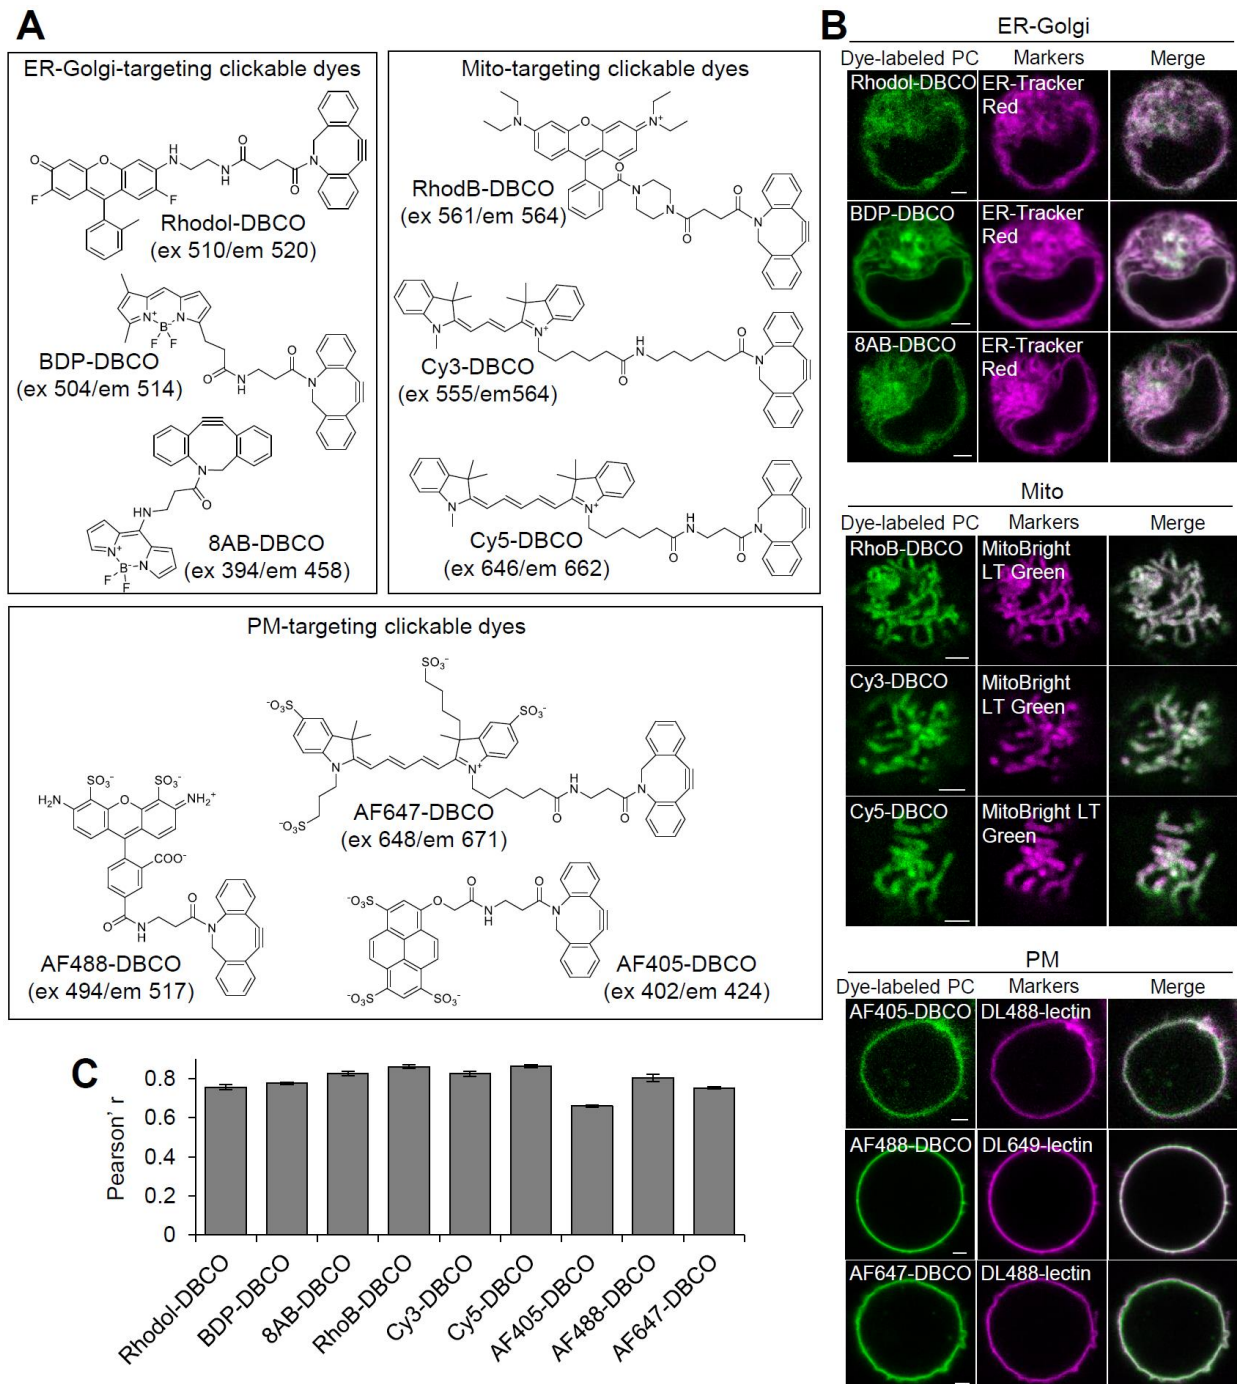 A
ER-Golgi-targeting clickable dyes
Rhodol-DBCO
(ex 510/em 520)
BDP-DBCO
(ex 504/em 514)
8AB-DBCO
(ex 394/em 458)
Mito-targeting clickable dyes
RhodB-DBCO
(ex 561/em 564)
Cy3-DBCO
(ex 555/em564)
Cy5-DBCO
(ex 646/em 662)
PM-targeting clickable dyes
AF647-DBCO
(ex 648/em 671)
AF488-DBCO
(ex 494/em 517)
AF405-DBCO
(ex 402/em 424)
B
ER-Golgi
Dye-labeled PC Markers Merge
Rhodol-DBCO ER-Tracker
Red
BDP-DBCO ER-Tracker
Red
8AB-DBCO ER-Tracker
Red
Mito
Dye-labeled PC Markers Merge
RhoB-DBCO MitoBright
LT Green
Cy3-DBCO MitoBright
LT Green
Cy5-DBCO MitoBright LT
Green
PM
Dye-labeled PC Markers Merge
AF405-DBCO DL488-lectin
AF488-DBCO DL649-lectin
AF647-DBCO DL488-lectin
C
Pearson' r
0.8
0.6
0.4
0.2
0
Rhodol-DBCO
BDP-DBCO
8AB-DBCO
RhoB-DBCO
Cy3-DBCO
Cy5-DBCO
AF405-DBCO
AF488-DBCO
AF647-DBCO